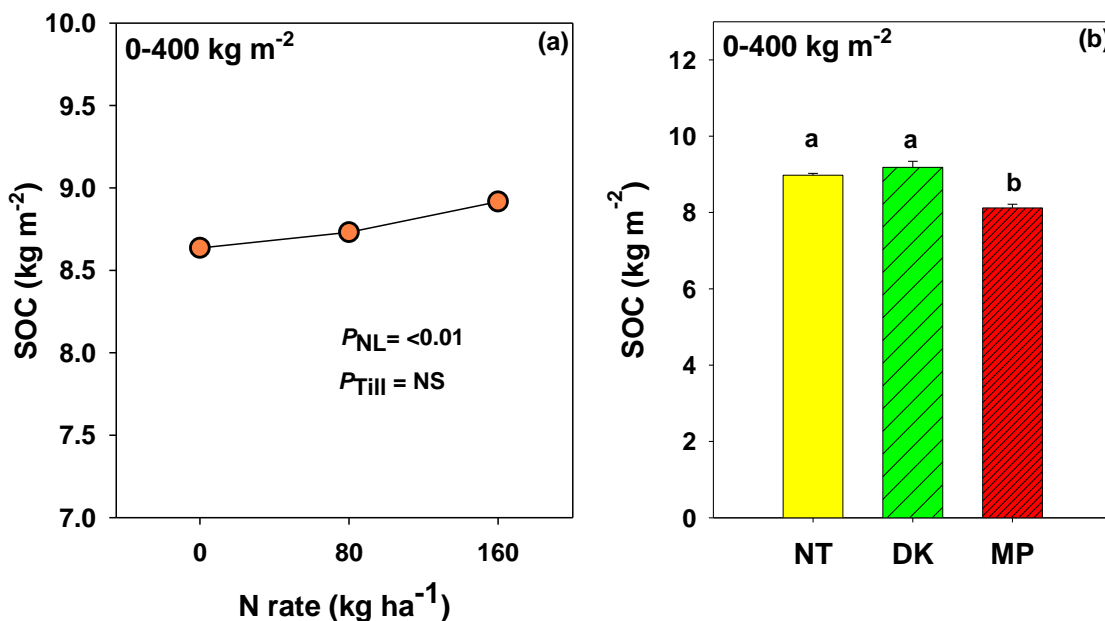 0-400 kg m-2
(a)
10.0
9.5
9.0
8.5
8.0
7.5
7.0
SOC (kg m-2)
PNL= <0.01
PTill = NS
0 80 160
N rate (kg ha-1)
0-400 kg m-2
(b)
12
10
8
6
4
2
0
SOC (kg m-2)
a a b
NT DK MP